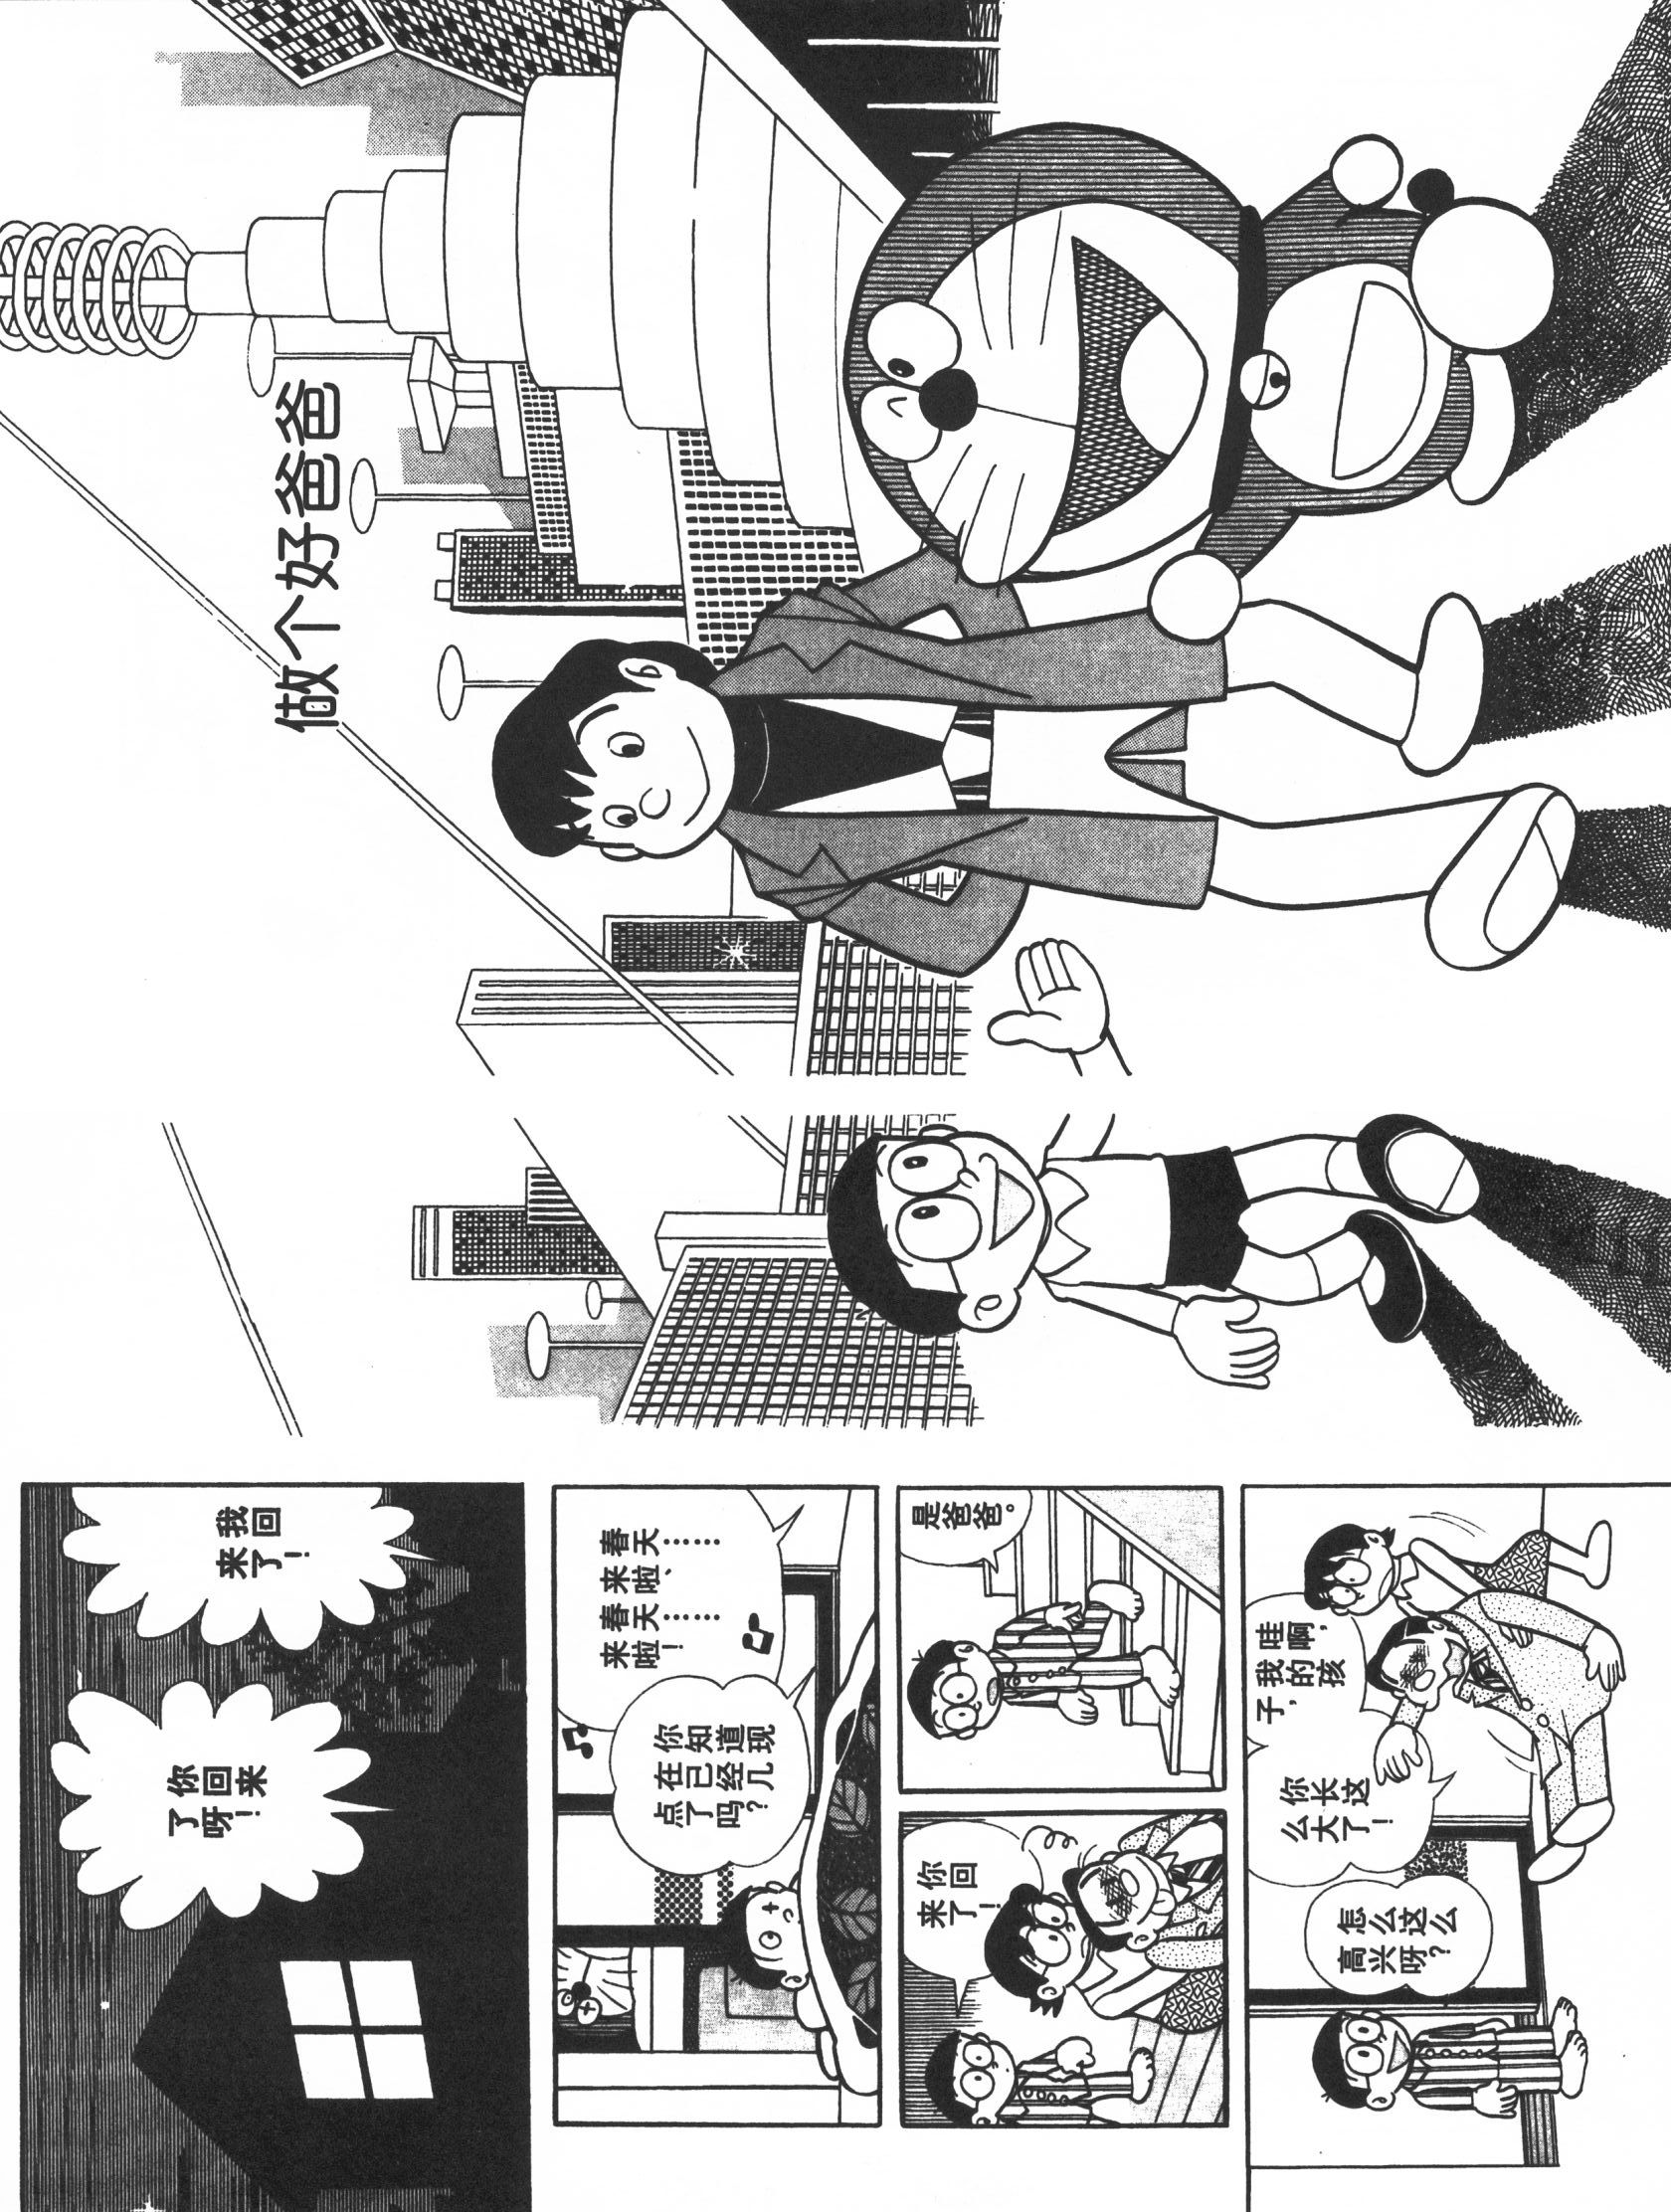 做个好爸爸
我回
来了！
你回来
了呀！
春天……
来啦、
春天……
来啦！
你知道现
在已经几
点了吗？
是爸爸。
你回
来了！
哇啊，
我的孩
子，
你长这
么大了！
怎么这么
高兴呀？